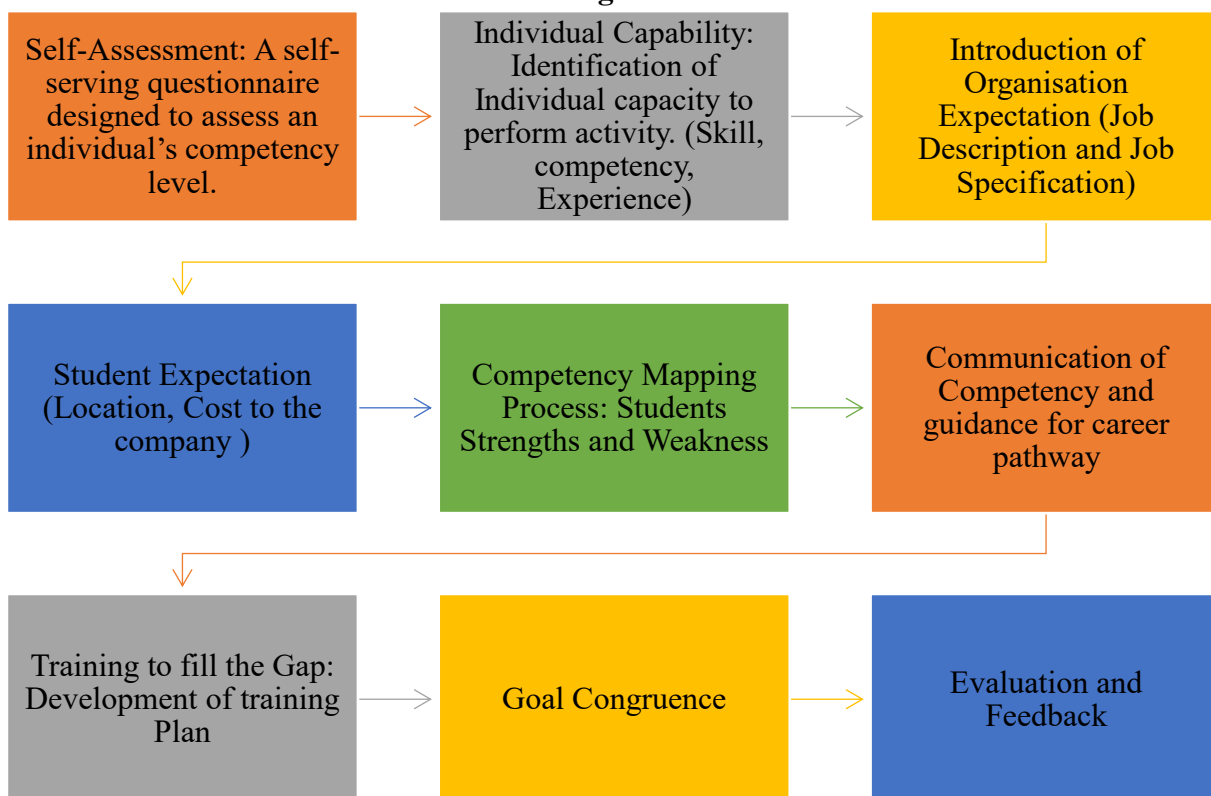 Self-Assessment: A self-
serving questionnaire
designed to assess an
individual’s competency
level.
Individual Capability:
Identification of
Individual capacity to
perform activity. (Skill,
competency,
Experience)
Introduction of
Organisation
Expectation (Job
Description and Job
Specification)
Student Expectation
(Location, Cost to the
company )
Competency Mapping
Process: Students
Strengths and Weakness
Communication of
Competency and
guidance for career
pathway
Training to fill the Gap:
Development of training
Plan
Goal Congruence
Evaluation and
Feedback